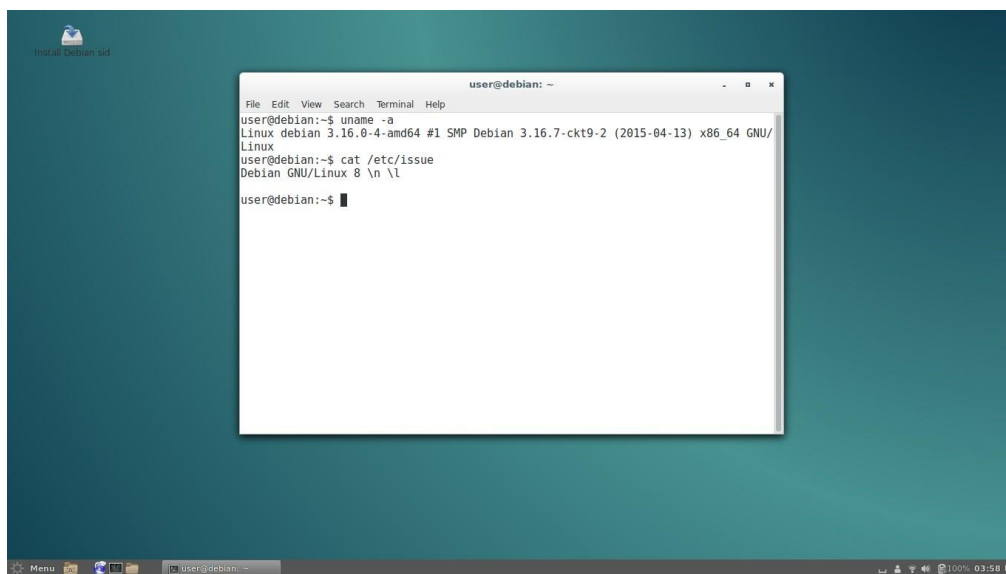 Install Debian sid
user@debian: ~
File Edit View Search Terminal Help
user@debian:~$ uname -a
Linux debian 3.16.0-4-amd64 #1 SMP Debian 3.16.7-ckt9-2 (2015-04-13) x86_64 GNU/
Linux
user@debian:~$ cat /etc/issue
Debian GNU/Linux 8 \n \l
user@debian:~$
Menu user@debian: ~ 100% 03:58